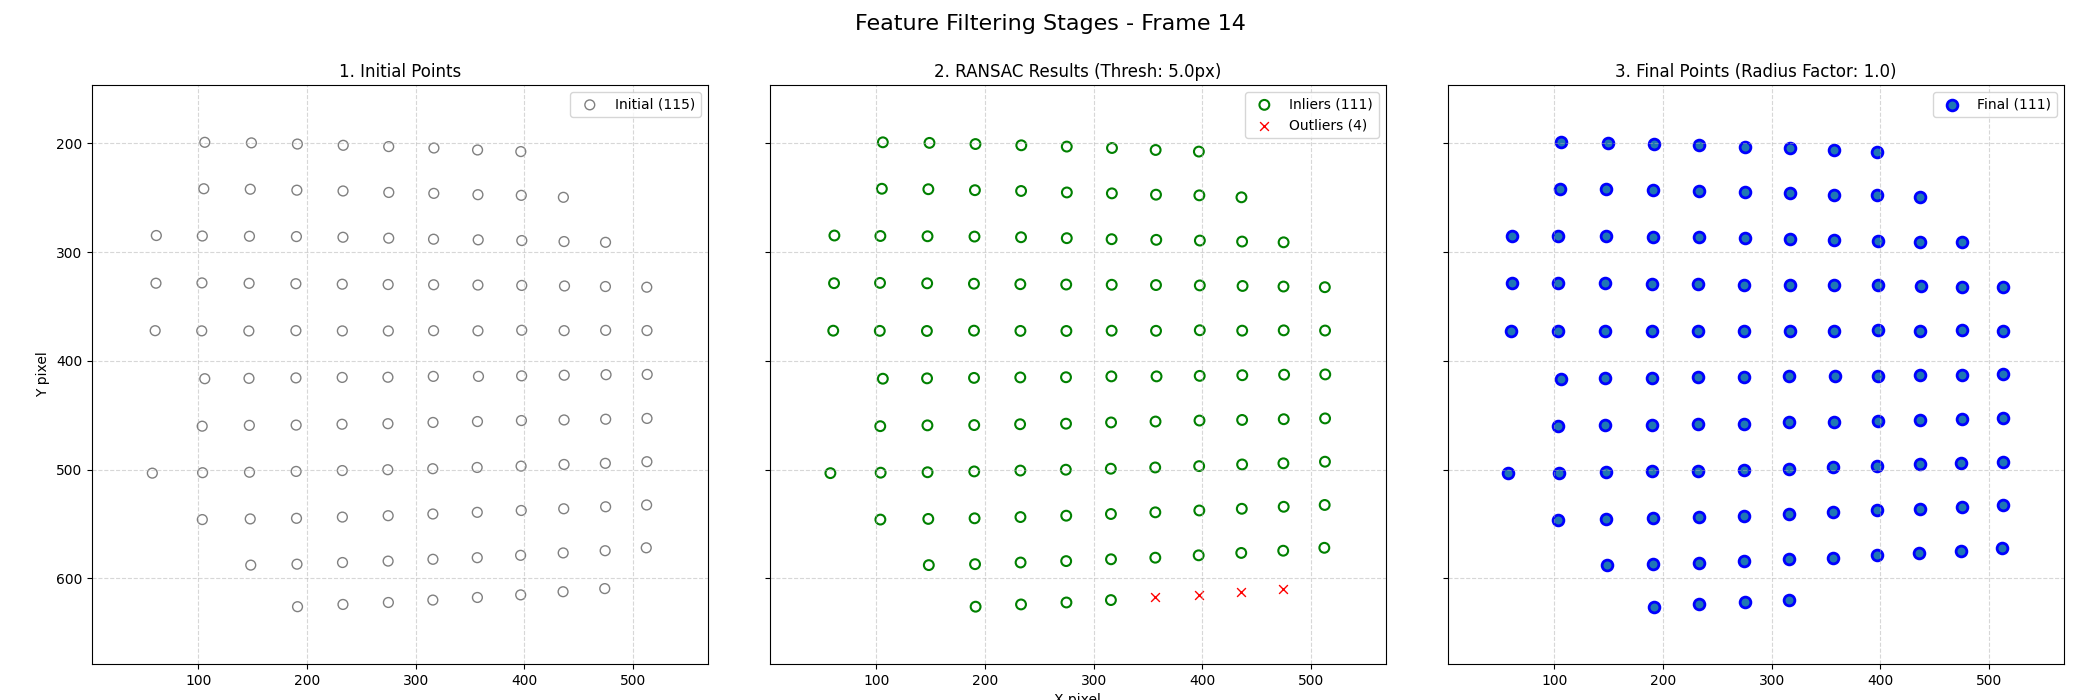 Feature Filtering Stages - Frame 14
1. Initial Points
Initial (115)
200
300
400
500
600
Y pixel
100
200
300
400
500
2. RANSAC Results (Thresh: 5.0px)
Inliers (111)
Outliers (4)
100
200
300
400
500
X pixel
3. Final Points (Radius Factor: 1.0)
Final (111)
100
200
300
400
500